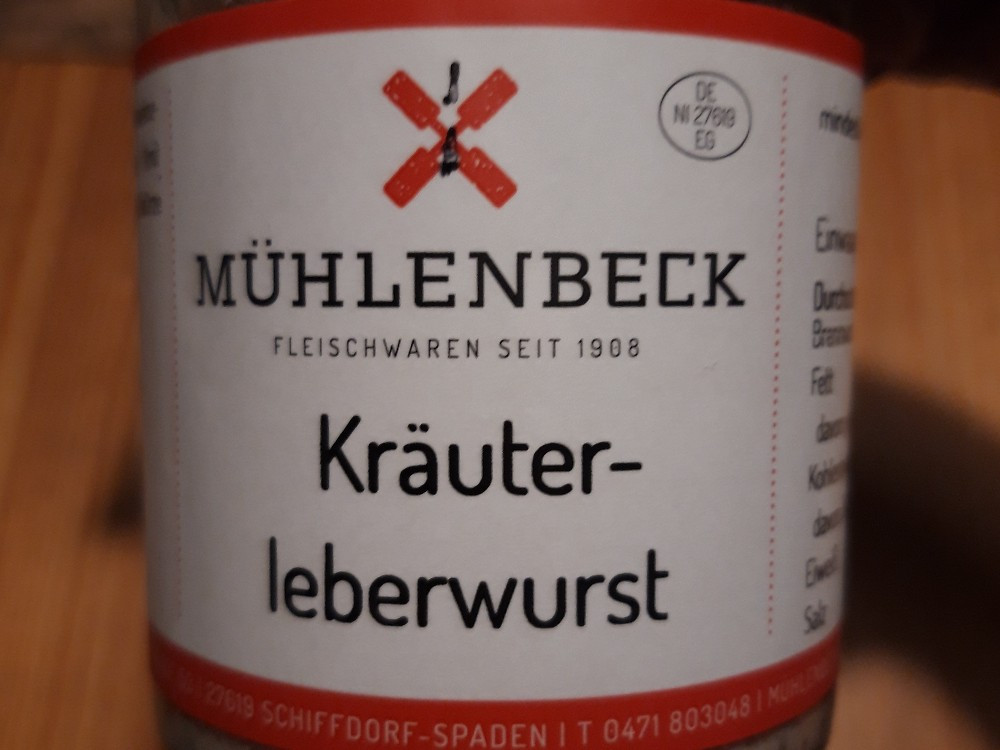 DE
NI 27619
EG
MÜHLENBECK
FLEISCHWAREN SEIT 1908
Kräuter-
leberwurst
Fett
Salz
27619 SCHIFFDORF-SPADEN | T 0471 803048 |